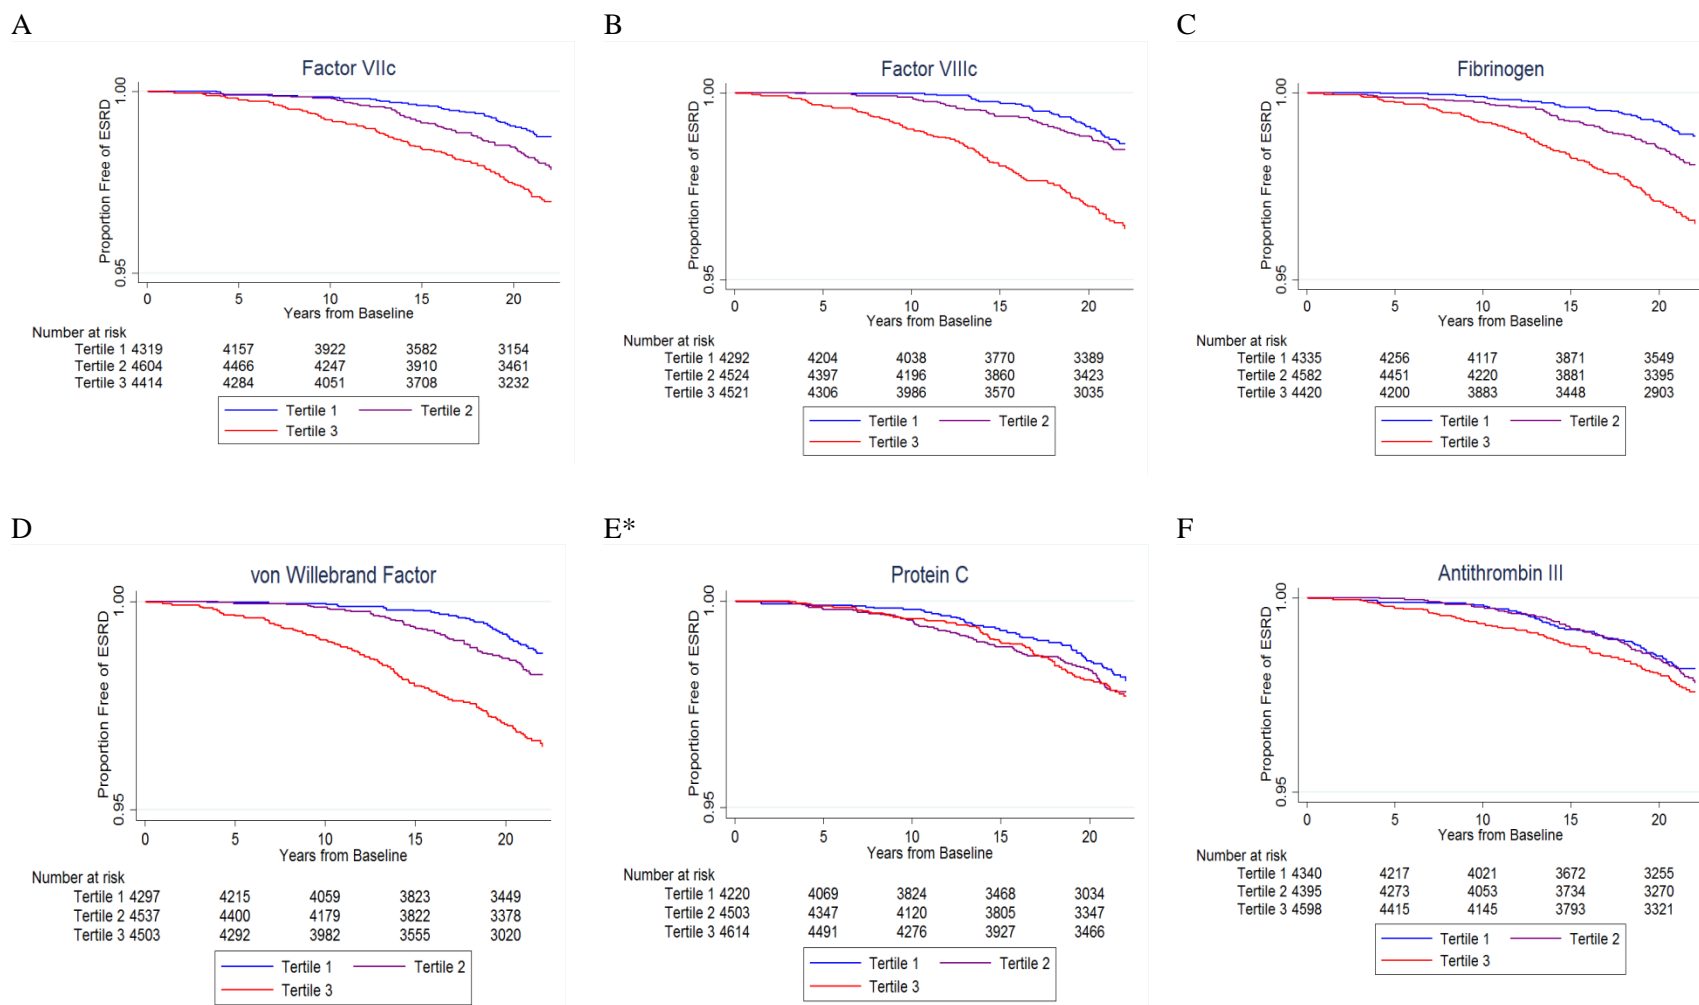 A
Factor VIIc
Proportion Free of ESRD
1.00
0.95
0 5 10 15 20
Years from Baseline
Number at risk
Tertile 1 4319 4157 3922 3582 3154
Tertile 2 4604 4466 4247 3910 3461
Tertile 3 4414 4284 4051 3708 3232
Tertile 1 Tertile 2
Tertile 3
B
Factor VIIIc
Proportion Free of ESRD
1.00
0.95
0 5 10 15 20
Years from Baseline
Number at risk
Tertile 1 4292 4204 4038 3770 3389
Tertile 2 4524 4397 4196 3860 3423
Tertile 3 4521 4306 3986 3570 3035
Tertile 1 Tertile 2
Tertile 3
C
Fibrinogen
Proportion Free of ESRD
1.00
0.95
0 5 10 15 20
Years from Baseline
Number at risk
Tertile 1 4335 4256 4117 3871 3549
Tertile 2 4582 4451 4220 3881 3395
Tertile 3 4420 4200 3883 3448 2903
Tertile 1 Tertile 2
Tertile 3
D
von Willebrand Factor
Proportion Free of ESRD
1.00
0.95
0 5 10 15 20
Years from Baseline
Number at risk
Tertile 1 4297 4215 4059 3823 3449
Tertile 2 4537 4400 4179 3822 3378
Tertile 3 4503 4292 3982 3555 3020
Tertile 1 Tertile 2
Tertile 3
E*
Protein C
Proportion Free of ESRD
1.00
0.95
0 5 10 15 20
Years from Baseline
Number at risk
Tertile 1 4220 4069 3824 3468 3034
Tertile 2 4503 4347 4120 3805 3347
Tertile 3 4614 4491 4276 3927 3466
Tertile 1 Tertile 2
Tertile 3
F
Antithrombin III
Proportion Free of ESRD
1.00
0.95
0 5 10 15 20
Years from Baseline
Number at risk
Tertile 1 4340 4217 4021 3672 3255
Tertile 2 4395 4273 4053 3734 3270
Tertile 3 4598 4415 4145 3793 3321
Tertile 1 Tertile 2
Tertile 3